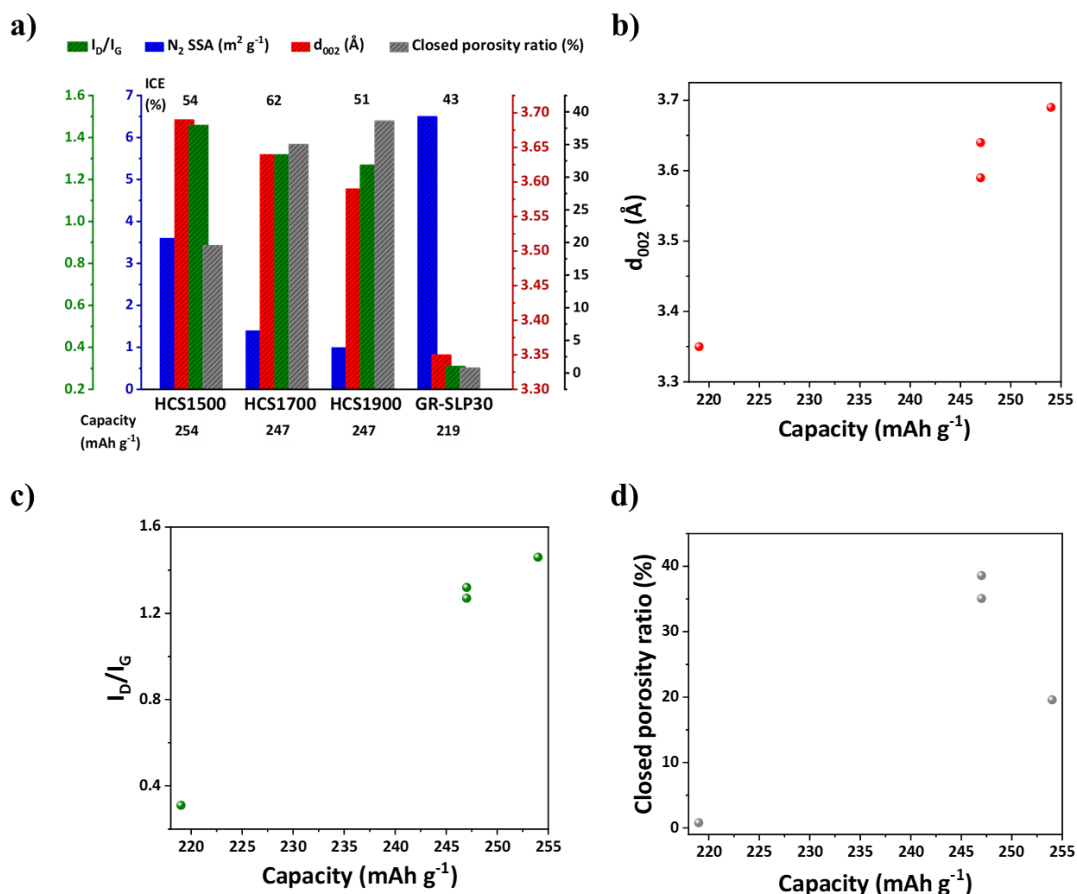 a)
I_D/I_G N₂ SSA (m² g⁻¹) d₀₀₂ (Å) Closed porosity ratio (%)
ICE (%) 54 62 51 43
1.6
1.4
1.2
1.0
0.8
0.6
0.4
0.2
7
6
5
4
3
2
1
0
3.70
3.65
3.60
3.55
3.50
3.45
3.40
3.35
3.30
40
35
30
25
20
15
10
5
0
HCS1500 HCS1700 HCS1900 GR-SLP30
Capacity (mAh g⁻¹) 254 247 247 219
b)
d₀₀₂ (Å)
3.7
3.6
3.5
3.4
3.3
220 225 230 235 240 245 250 255
Capacity (mAh g⁻¹)
c)
I_D/I_G
1.6
1.2
0.8
0.4
220 225 230 235 240 245 250 255
Capacity (mAh g⁻¹)
d)
Closed porosity ratio (%)
40
30
20
10
0
220 225 230 235 240 245 250 255
Capacity (mAh g⁻¹)